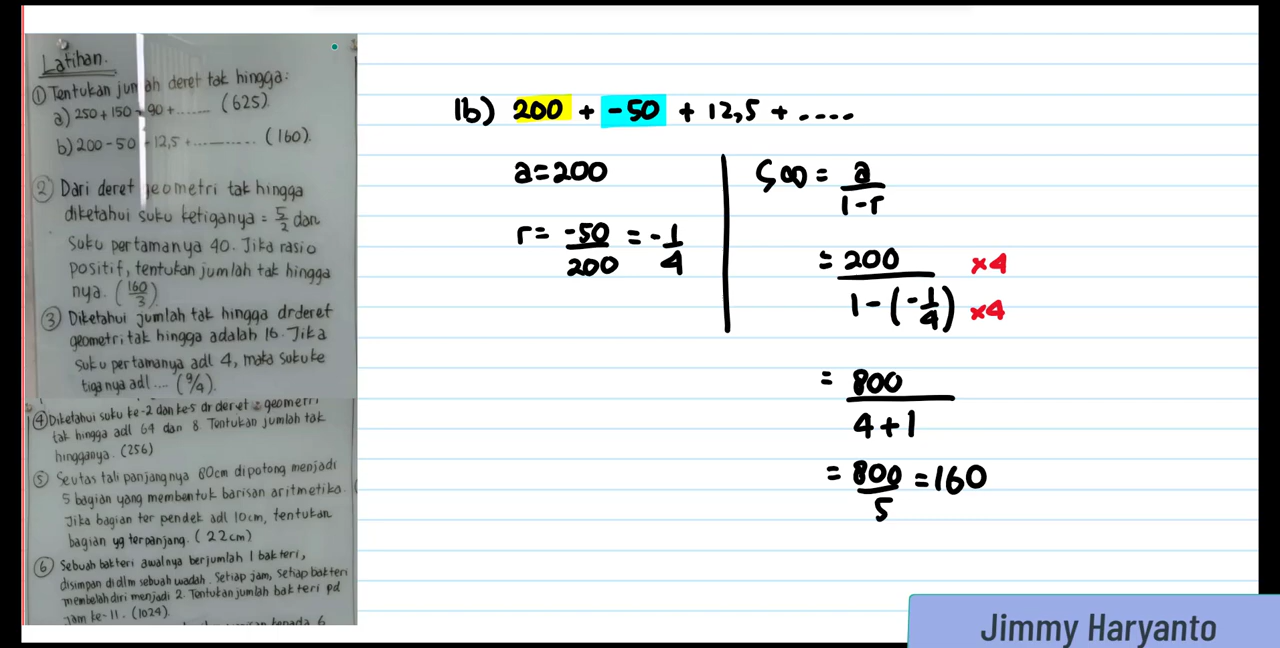 Latihan.
① Tentukan jumlah deret tak hingga:
a) 250 + 150 + 90 + ...... (625).
b) 200 - 50 + 12,5 + ........... (160).
② Dari deret geometri tak hingga
diketahui suku ketiganya = 5/2 dan
suku pertamanya 40. Jika rasio
positif, tentukan jumlah tak hingga
nya. (160/3)
③ Diketahui jumlah tak hingga dr deret
geometri tak hingga adalah 16. Jika
suku pertamanya adl 4, maka suku ke
tiga nya adl .... (9/4).
④ Diketahui suku ke-2 dan ke-5 dr deret geometri
tak hingga adl 64 dan 8. Tentukan jumlah tak
hingganya. (256)
⑤ Seutas tali panjangnya 80cm dipotong menjadi
5 bagian yang membentuk barisan aritmetika.
Jika bagian ter pendek adl 10cm, tentukan
bagian yg terpanjang. (22cm)
⑥ Sebuah bakteri awalnya berjumlah 1 bakteri,
disimpan di dlm sebuah wadah. Setiap jam, setiap bakteri
membelah diri menjadi 2. Tentukan jumlah bakteri pd
jam ke-11. (1024).
1b) 200 + -50 + 12,5 + ....
a = 200
r = -50/200 = -1/4
S∞ = a/1-r
= 200/1-(-1/4) ×4 ×4
= 800/4+1
= 800/5 = 160
Jimmy Haryanto